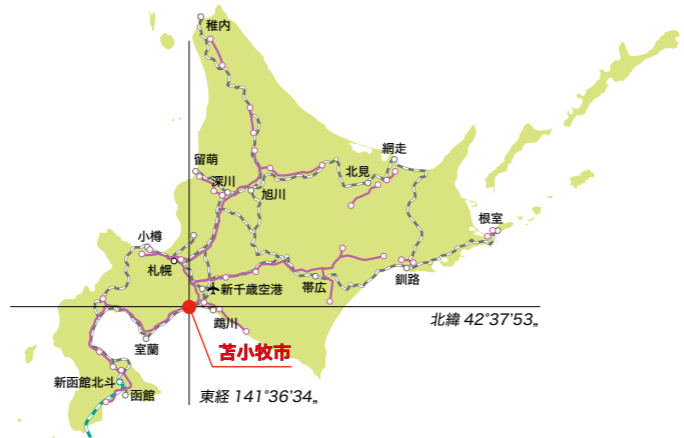 稚内
網走
留萌
北見
深川
旭川
根室
小樽
札幌
釧路
新千歳空港
帯広
鵡川
北緯 42°37'53"
室蘭
苫小牧市
新函館北斗
函館
東経 141°36'34"